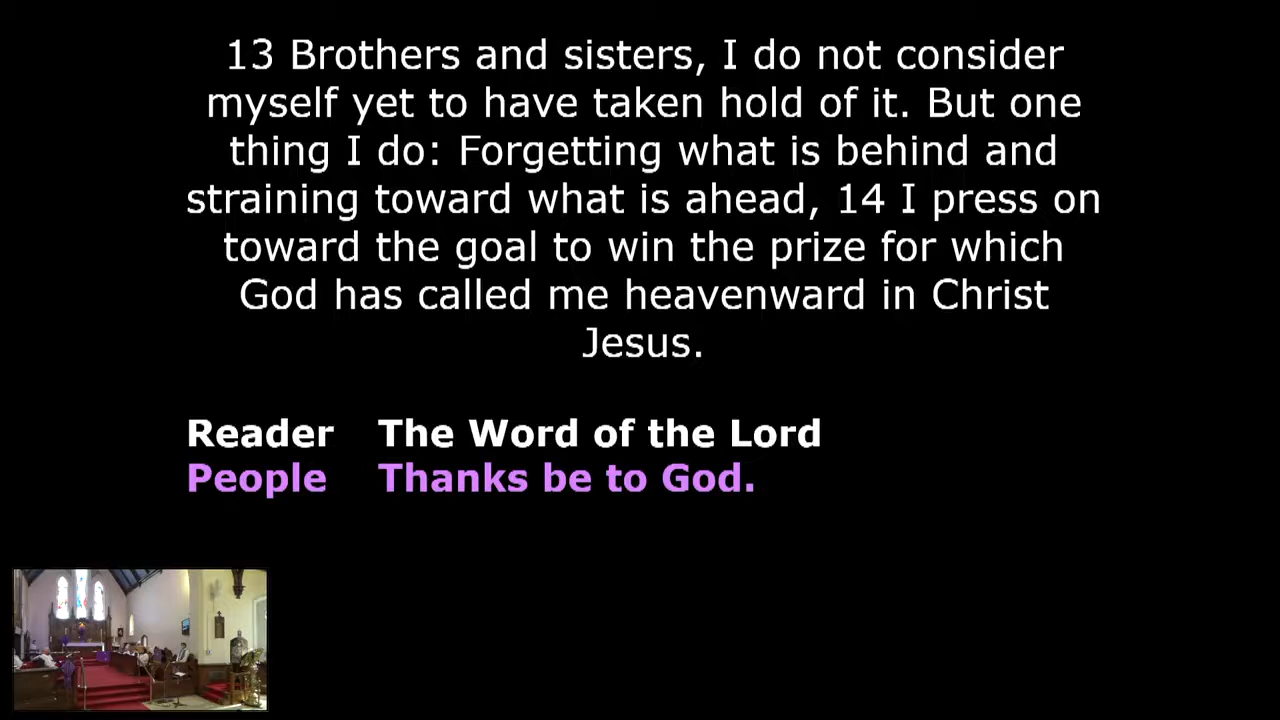 13 Brothers and sisters, I do not consider
myself yet to have taken hold of it. But one
thing I do: Forgetting what is behind and
straining toward what is ahead, 14 I press on
toward the goal to win the prize for which
God has called me heavenward in Christ
Jesus.
Reader The Word of the Lord
People Thanks be to God.